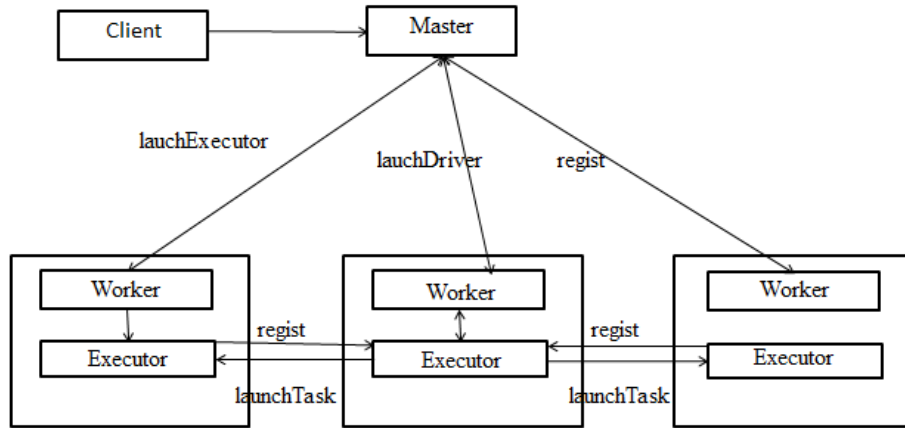 Client
Master
lauchExecutor
lauchDriver
regist
Worker
Worker
Worker
regist
regist
Executor
Executor
Executor
launchTask
launchTask